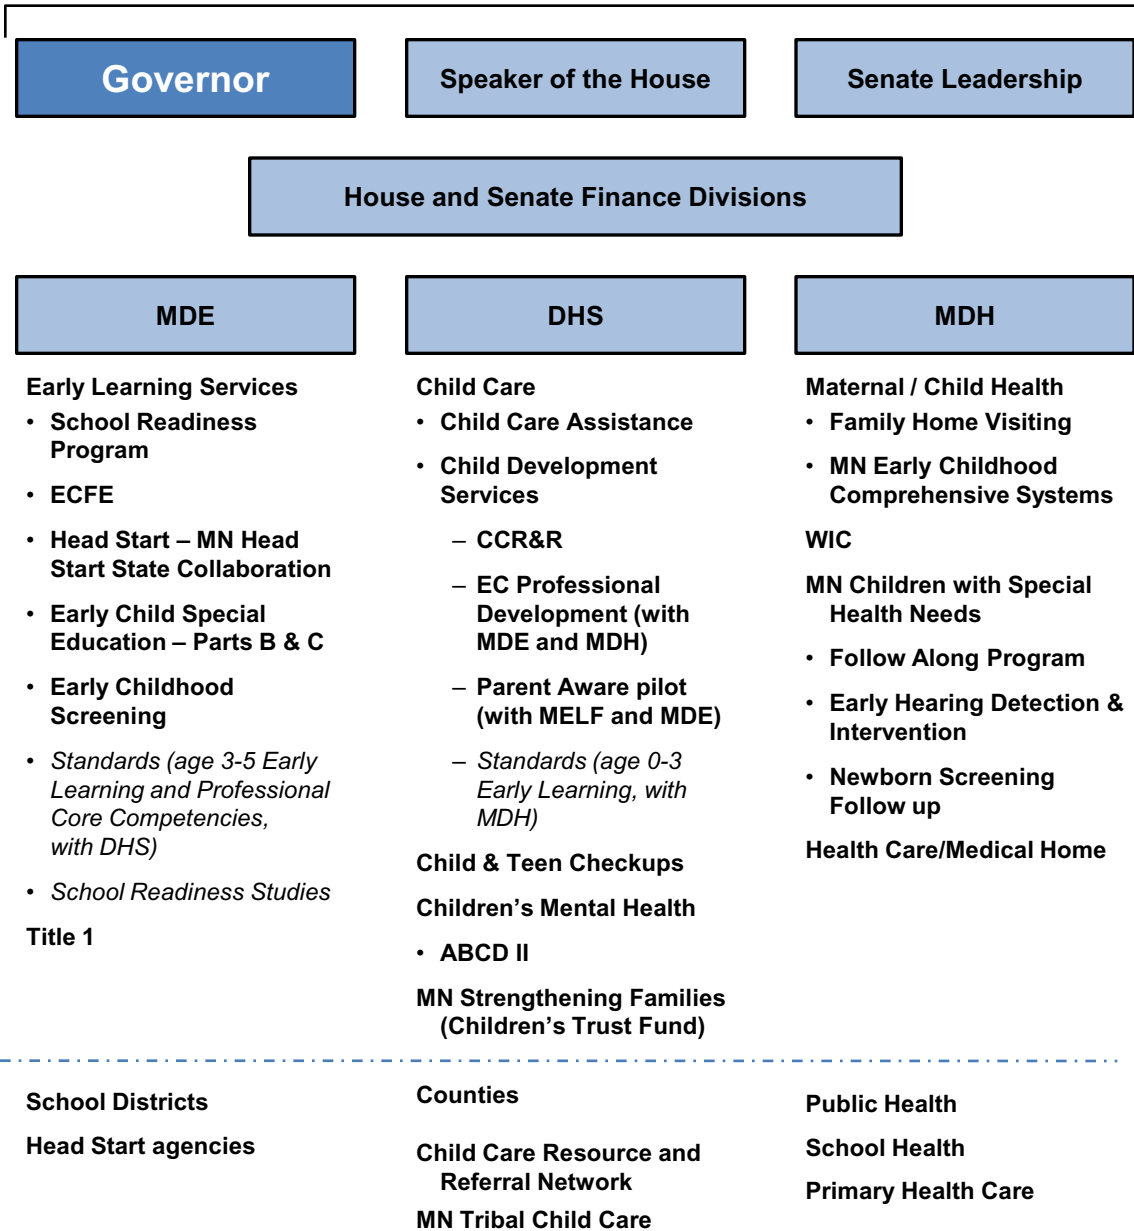 Governor
Speaker of the House
Senate Leadership
House and Senate Finance Divisions
MDE
DHS
MDH
Early Learning Services
• School Readiness
Program
• ECFE
• Head Start – MN Head
Start State Collaboration
• Early Child Special
Education – Parts B & C
• Early Childhood
Screening
• Standards (age 3-5 Early
Learning and Professional
Core Competencies,
with DHS)
• School Readiness Studies
Title 1
Child Care
• Child Care Assistance
• Child Development
Services
– CCR&R
– EC Professional
Development (with
MDE and MDH)
– Parent Aware pilot
(with MELF and MDE)
– Standards (age 0-3
Early Learning, with
MDH)
Child & Teen Checkups
Children’s Mental Health
• ABCD II
MN Strengthening Families
(Children’s Trust Fund)
Maternal / Child Health
• Family Home Visiting
• MN Early Childhood
Comprehensive Systems
WIC
MN Children with Special
Health Needs
• Follow Along Program
• Early Hearing Detection &
Intervention
• Newborn Screening
Follow up
Health Care/Medical Home
School Districts
Head Start agencies
Counties
Child Care Resource and
Referral Network
MN Tribal Child Care
Public Health
School Health
Primary Health Care